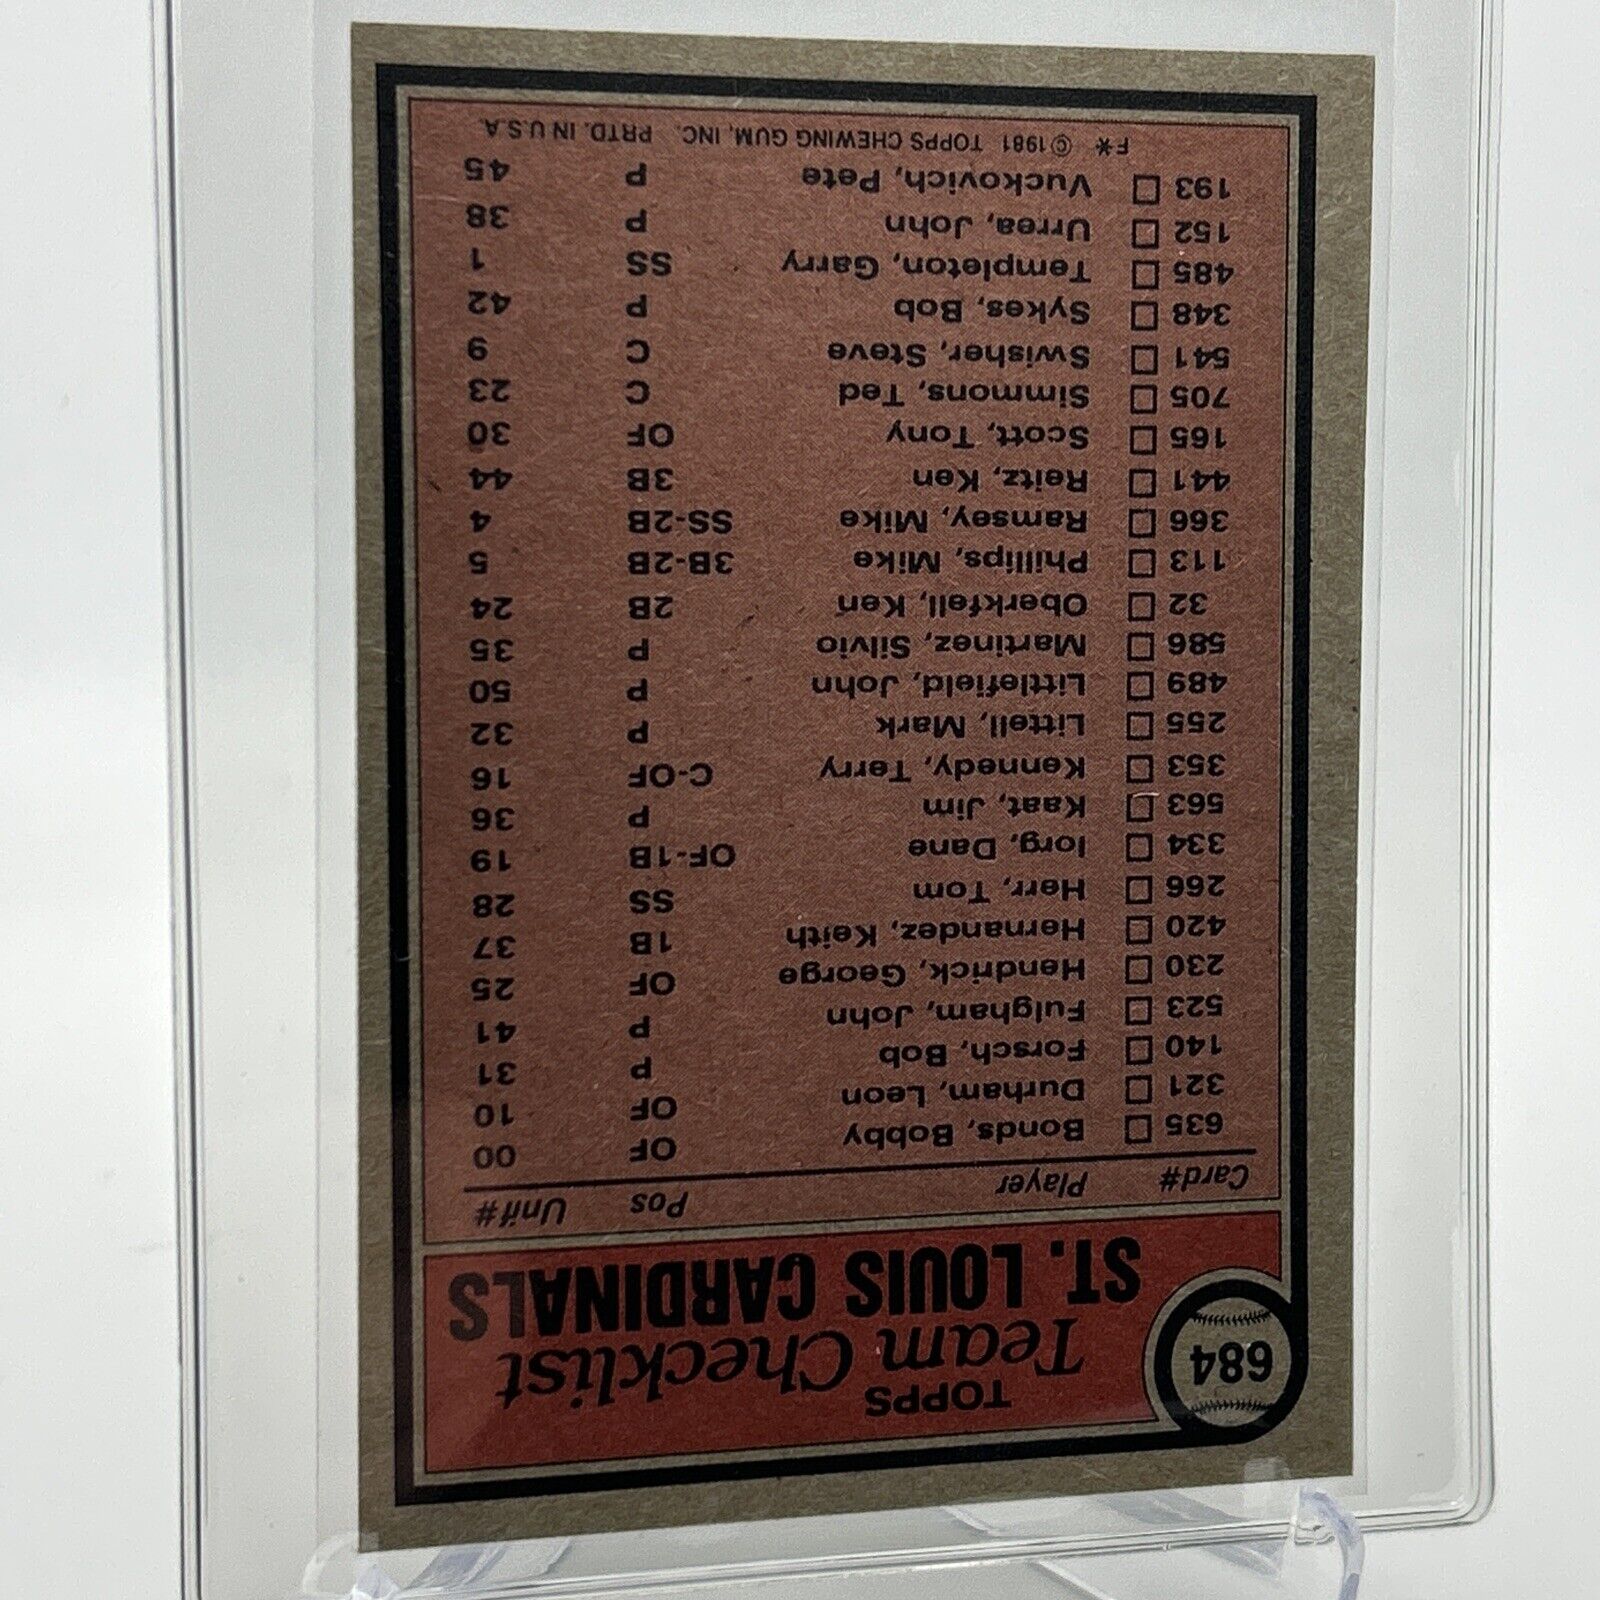 684
TOPPS
Team Checklist
ST. LOUIS CARDINALS
Card# Player Pos Unif#
635 Bonds, Bobby OF 00
321 Durham, Leon OF 10
140 Forsch, Bob P 31
523 Fulgham, John P 41
230 Hendrick, George OF 25
420 Hernandez, Keith 1B 37
266 Herr, Tom SS 28
334 Iorg, Dane OF-1B 19
563 Kaat, Jim P 36
353 Kennedy, Terry C-OF 16
255 Littell, Mark P 32
489 Littlefield, John P 50
586 Martinez, Silvio P 35
32 Oberkfell, Ken 2B 24
113 Phillips, Mike 3B-2B 5
366 Ramsey, Mike SS-2B 4
441 Reitz, Ken 3B 44
165 Scott, Tony OF 30
705 Simmons, Ted C 23
541 Swisher, Steve C 9
348 Sykes, Bob P 42
485 Templeton, Garry SS 1
152 Urrea, John P 38
193 Vuckovich, Pete P 45
F* ©1981 TOPPS CHEWING GUM, INC. PRTD. IN U.S.A.